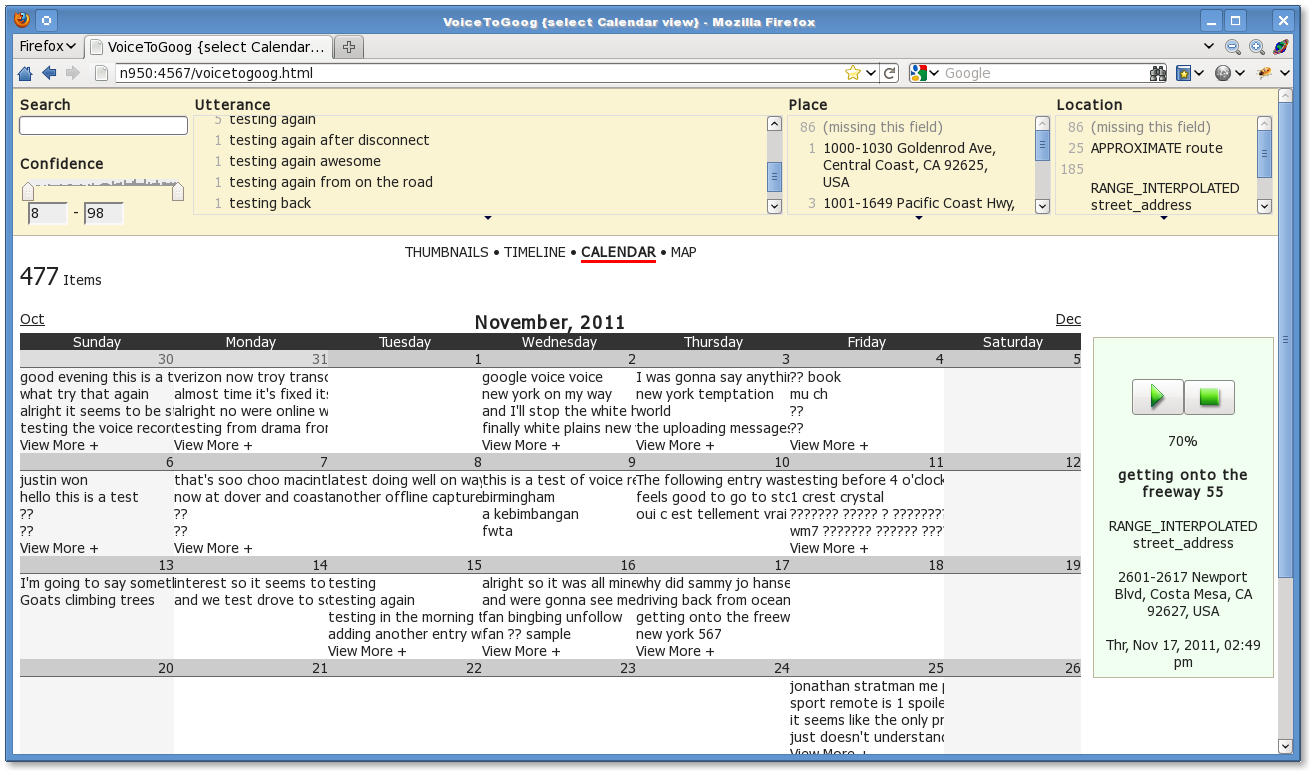 VoiceToGoog {select Calendar view} - Mozilla Firefox
Firefox
VoiceToGoog {select Calendar...
n950:4567/voicetogoog.html
Google
Search
Confidence
8 - 98
Utterance
5 testing again
1 testing again after disconnect
1 testing again awesome
1 testing again from on the road
1 testing back
Place
86 (missing this field)
1 1000-1030 Goldenrod Ave,
Central Coast, CA 92625,
USA
3 1001-1649 Pacific Coast Hwy,
Location
86 (missing this field)
25 APPROXIMATE route
185
RANGE_INTERPOLATED
street_address
THUMBNAILS • TIMELINE • CALENDAR • MAP
477 Items
Oct November, 2011 Dec
Sunday Monday Tuesday Wednesday Thursday Friday Saturday
30 31 1 2 3 4 5
good evening this is a t verizon now troy transc google voice voice I was gonna say anythin ?? book
what try that again almost time it's fixed its new york on my way new york temptation mu ch
alright it seems to be s alright no were online w and I'll stop the white h world ??
testing the voice record testing from drama from finally white plains new the uploading messages ??
View More + View More + View More + View More + View More +
6 7 8 9 10 11 12
justin won that's soo choo macint latest doing well on way this is a test of voice re The following entry was testing before 4 o'clock
hello this is a test now at dover and coasta another offline capture birmingham feels good to go to sto 1 crest crystal
?? ?? a kebimbangan oui c est tellement vrai ??????? ????? ? ????????
?? ?? fwta wm7 ??????? ?????? ????
View More + View More + View More +
13 14 15 16 17 18 19
I'm going to say someth interest so it seems to testing alright so it was all mine why did sammy jo hanse
Goats climbing trees and we test drove to so testing again and were gonna see me driving back from ocean
testing in the morning t fan bingbing unfollow getting onto the freew
adding another entry w fan ?? sample new york 567
View More + View More + View More +
20 21 22 23 24 25 26
jonathan stratman me p
sport remote is 1 spoile
it seems like the only pr
just doesn't understand
View More +
70%
getting onto the
freeway 55
RANGE_INTERPOLATED
street_address
2601-2617 Newport
Blvd, Costa Mesa, CA
92627, USA
Thr, Nov 17, 2011, 02:49
pm